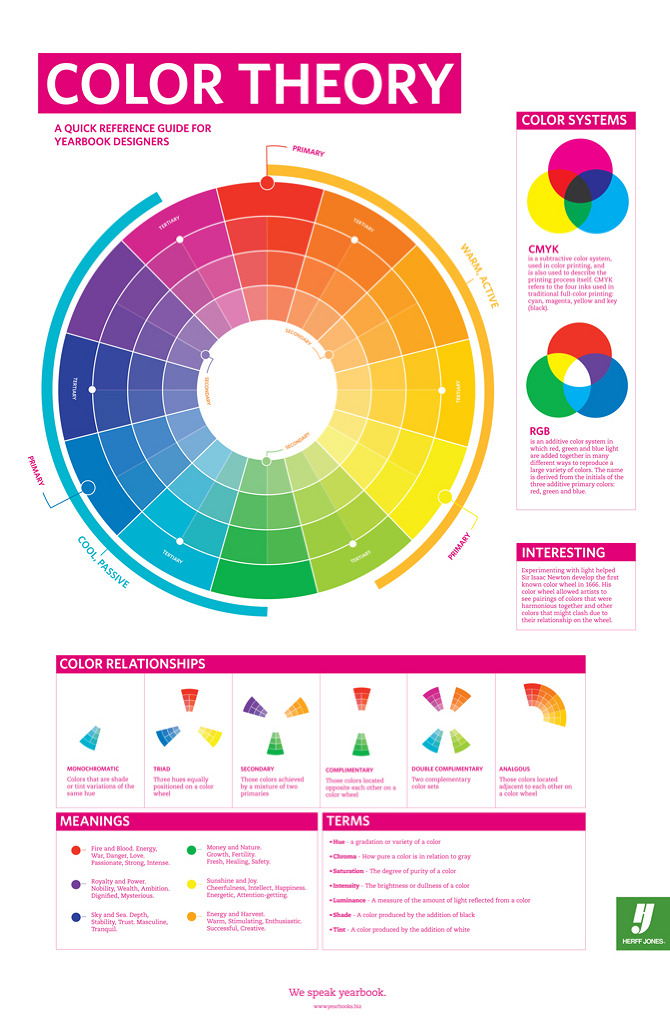 COLOR THEORY
A QUICK REFERENCE GUIDE FOR
YEARBOOK DESIGNERS
PRIMARY
TERTIARY
TERTIARY
WARM, ACTIVE
SECONDARY
SECONDARY
TERTIARY
TERTIARY
SECONDARY
PRIMARY
PRIMARY
TERTIARY
TERTIARY
COOL, PASSIVE
COLOR SYSTEMS
CMYK
is a subtractive color system,
used in color printing, and
is also used to describe the
printing process itself. CMYK
refers to the four inks used in
traditional full-color printing:
cyan, magenta, yellow and key
(black).
RGB
is an additive color system in
which red, green and blue light
are added together in many
different ways to reproduce a
large variety of colors. The name
is derived from the initials of the
three additive primary colors:
red, green and blue.
INTERESTING
Experimenting with light helped
Sir Isaac Newton develop the first
known color wheel in 1666. His
color wheel allowed artists to
see pairings of colors that were
harmonious together and other
colors that might clash due to
their relationship on the wheel.
COLOR RELATIONSHIPS
MONOCHROMATIC
Colors that are shade
or tint variations of the
same hue
TRIAD
Three hues equally
positioned on a color
wheel
SECONDARY
Those colors achieved
by a mixture of two
primaries
COMPLIMENTARY
Those colors located
opposite each other on a
color wheel
DOUBLE COMPLIMENTARY
Two complementary
color sets
ANALOGOUS
Those colors located
adjacent to each other on
a color wheel
MEANINGS
Fire and Blood. Energy,
War, Danger, Love.
Passionate, Strong, Intense.
Royalty and Power.
Nobility, Wealth, Ambition.
Dignified, Mysterious.
Sky and Sea. Depth,
Stability, Trust. Masculine,
Tranquil.
Money and Nature.
Growth, Fertility.
Fresh, Healing, Safety.
Sunshine and Joy.
Cheerfulness, Intellect, Happiness.
Energetic, Attention-getting.
Energy and Harvest.
Warm, Stimulating, Enthusiastic.
Successful, Creative.
TERMS
• Hue - a gradation or variety of a color
• Chroma - How pure a color is in relation to gray
• Saturation - The degree of purity of a color
• Intensity - The brightness or dullness of a color
• Luminance - A measure of the amount of light reflected from a color
• Shade - A color produced by the addition of black
• Tint - A color produced by the addition of white
HERFF JONES
We speak yearbook.
www.yearbooks.biz